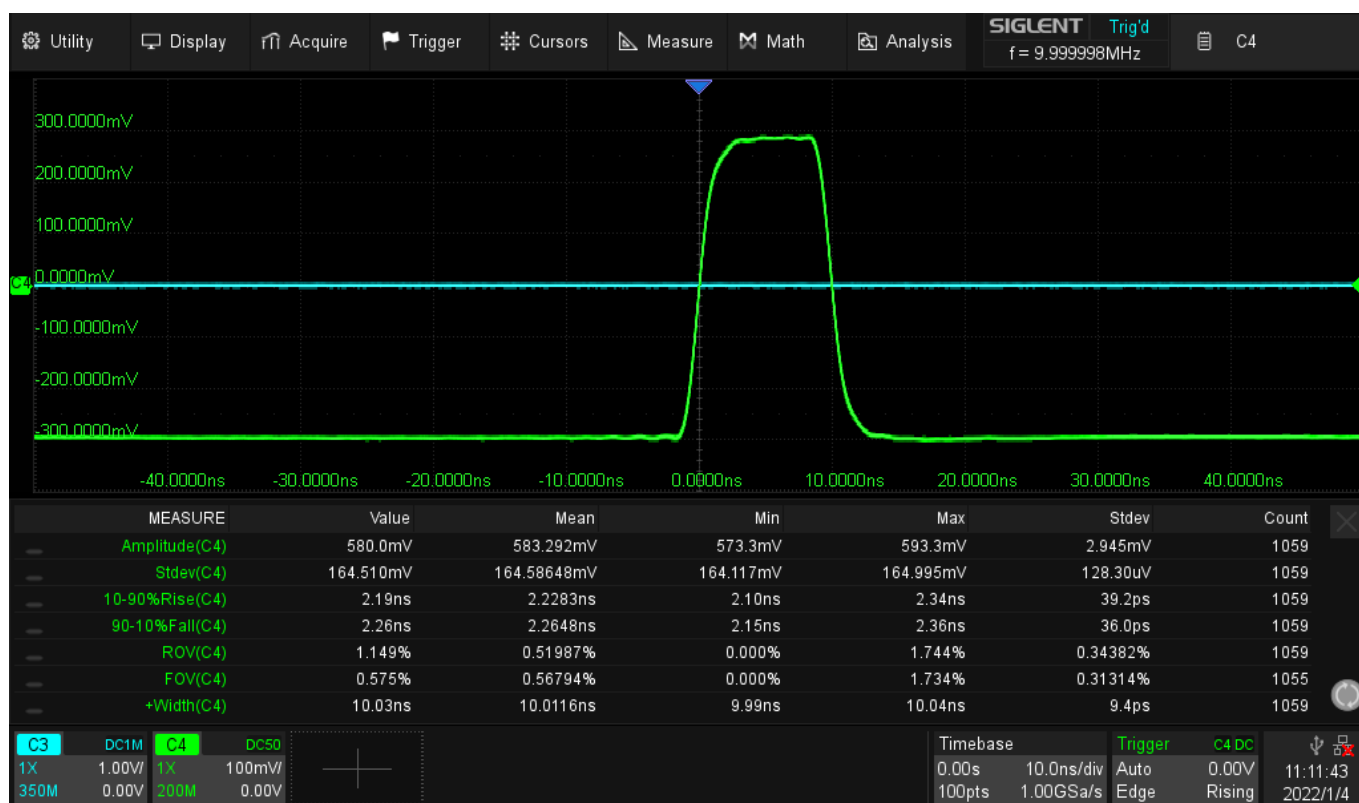 Utility Display Acquire Trigger Cursors Measure Math Analysis SIGLENT Trig'd C4
f = 9.999998MHz
300.0000mV
200.0000mV
100.0000mV
C4 0.0000mV
-100.0000mV
-200.0000mV
-300.0000mV
-40.0000ns -30.0000ns -20.0000ns -10.0000ns 0.0000ns 10.0000ns 20.0000ns 30.0000ns 40.0000ns
MEASURE Value Mean Min Max Stdev Count
Amplitude(C4) 580.0mV 583.292mV 573.3mV 593.3mV 2.945mV 1059
Stdev(C4) 164.510mV 164.58648mV 164.117mV 164.995mV 128.30uV 1059
10-90%Rise(C4) 2.19ns 2.2283ns 2.10ns 2.34ns 39.2ps 1059
90-10%Fall(C4) 2.26ns 2.2648ns 2.15ns 2.36ns 36.0ps 1059
ROV(C4) 1.149% 0.51987% 0.000% 1.744% 0.34382% 1059
FOV(C4) 0.575% 0.56794% 0.000% 1.734% 0.31314% 1055
+Width(C4) 10.03ns 10.0116ns 9.99ns 10.04ns 9.4ps 1059
C3 DC1M C4 DC50 Timebase Trigger C4 DC
1X 1.00V/ 1X 100mV/ 0.00s 10.0ns/div Auto 0.00V 11:11:43
350M 0.00V 200M 0.00V 100pts 1.00GSa/s Edge Rising 2022/1/4